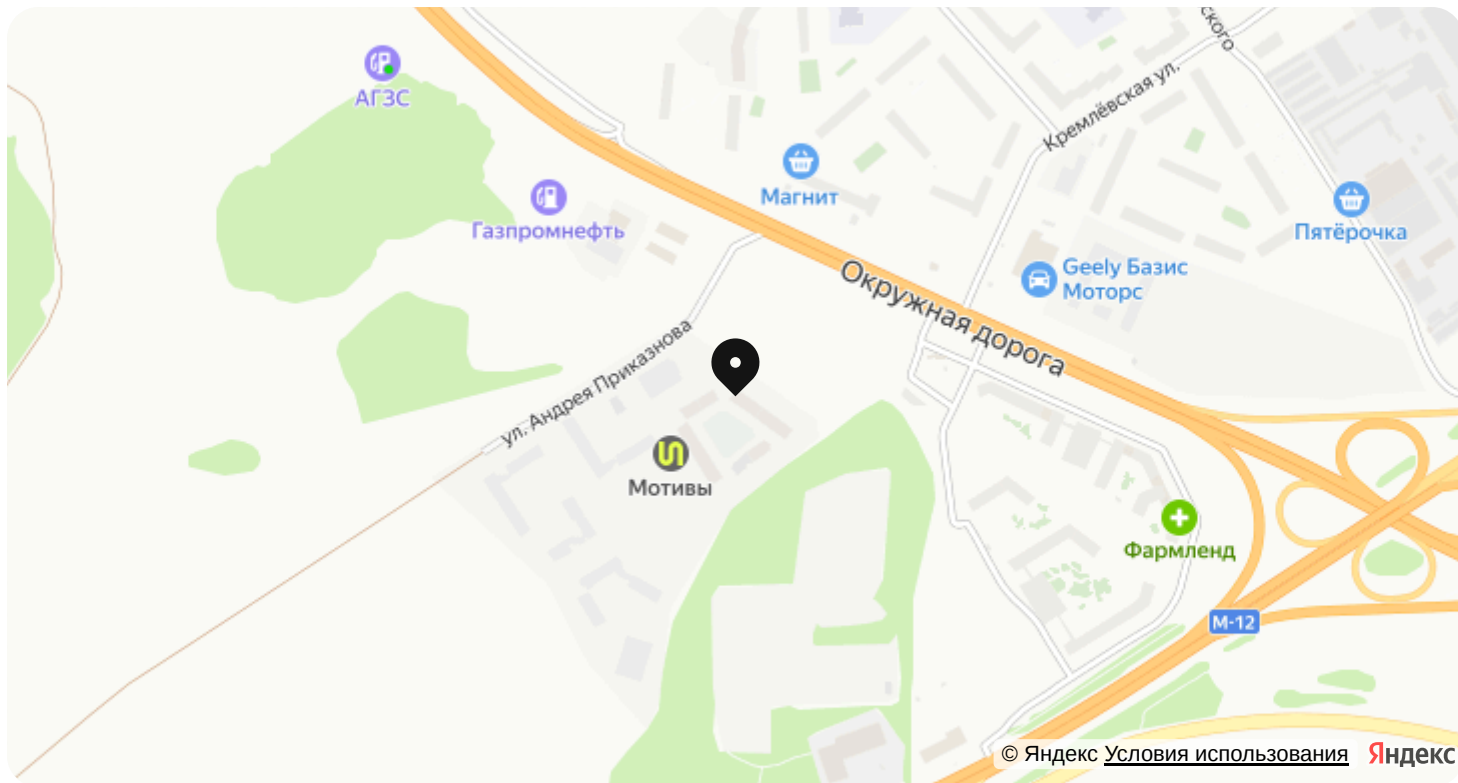 ского
АГЗС
Кремлёвская ул.
Магнит
Газпромнефть
Пятёрочка
Geely Базис
Моторс
Окружная дорога
ул. Андрея Приказнова
Мотивы
Фармленд
М-12
© Яндекс Условия использования Яндекс